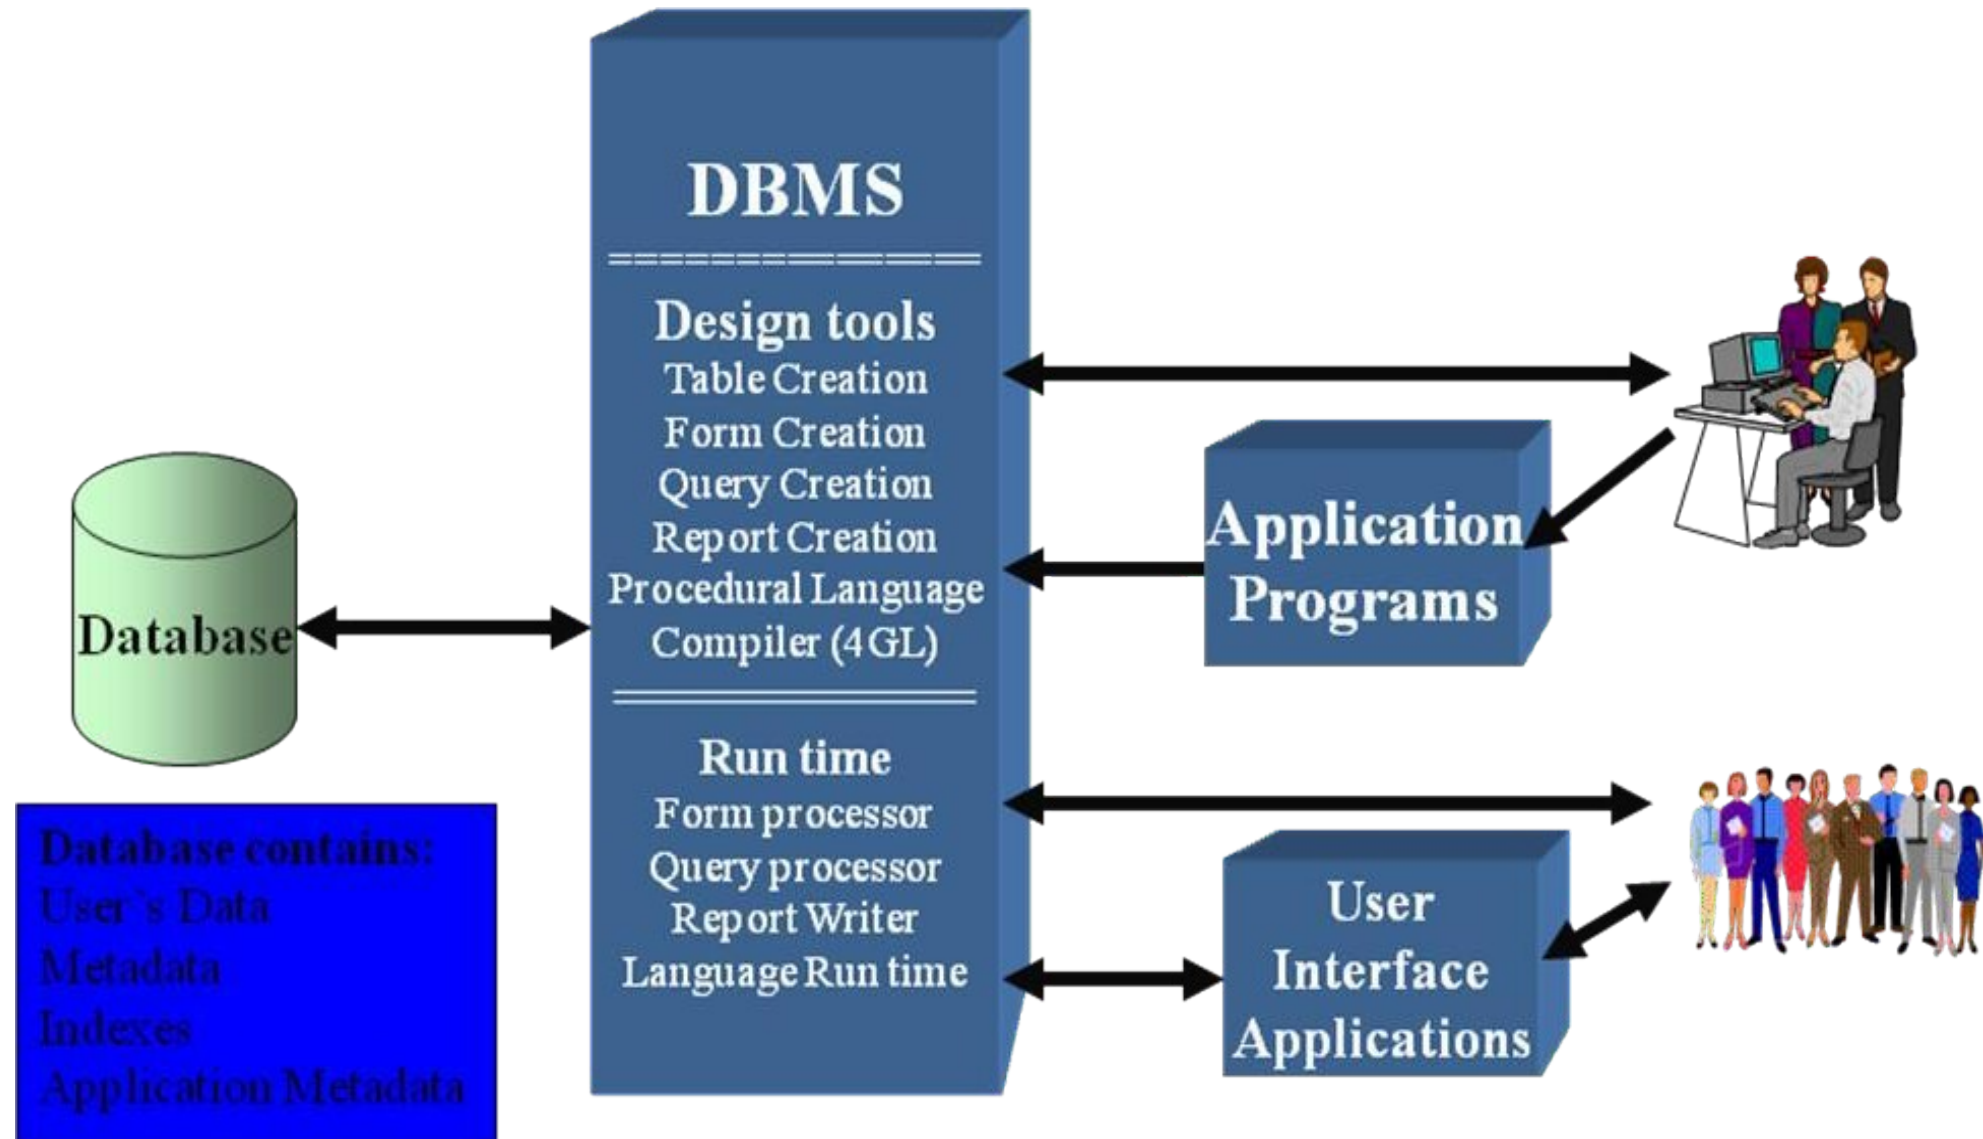 DBMS
===============
Design tools
Table Creation
Form Creation
Query Creation
Report Creation
Procedural Language
Compiler (4GL)
Run time
Form processor
Query processor
Report Writer
Language Run time
Application
Programs
User
Interface
Applications
Database
Database contains:
User`s Data
Metadata
Indexes
Application Metadata